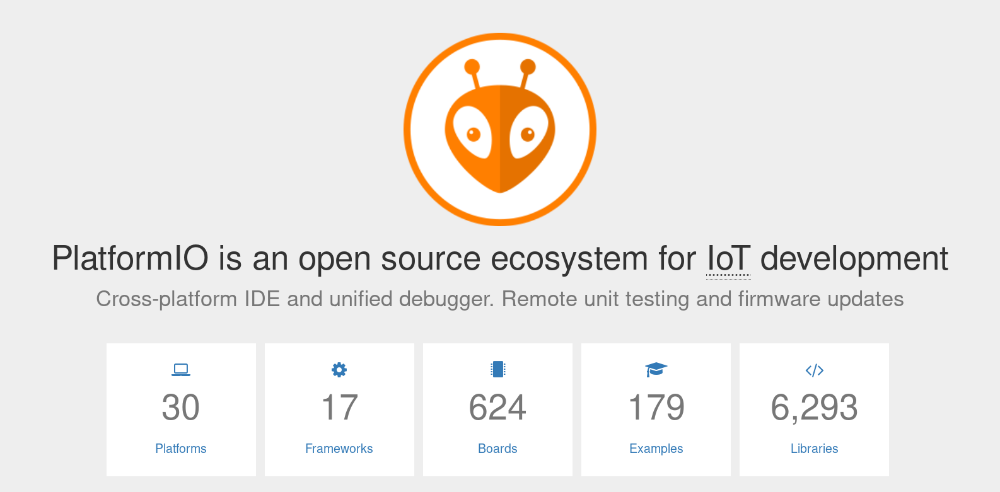 PlatformIO is an open source ecosystem for IoT development
Cross-platform IDE and unified debugger. Remote unit testing and firmware updates
30
Platforms
17
Frameworks
624
Boards
179
Examples
6,293
Libraries